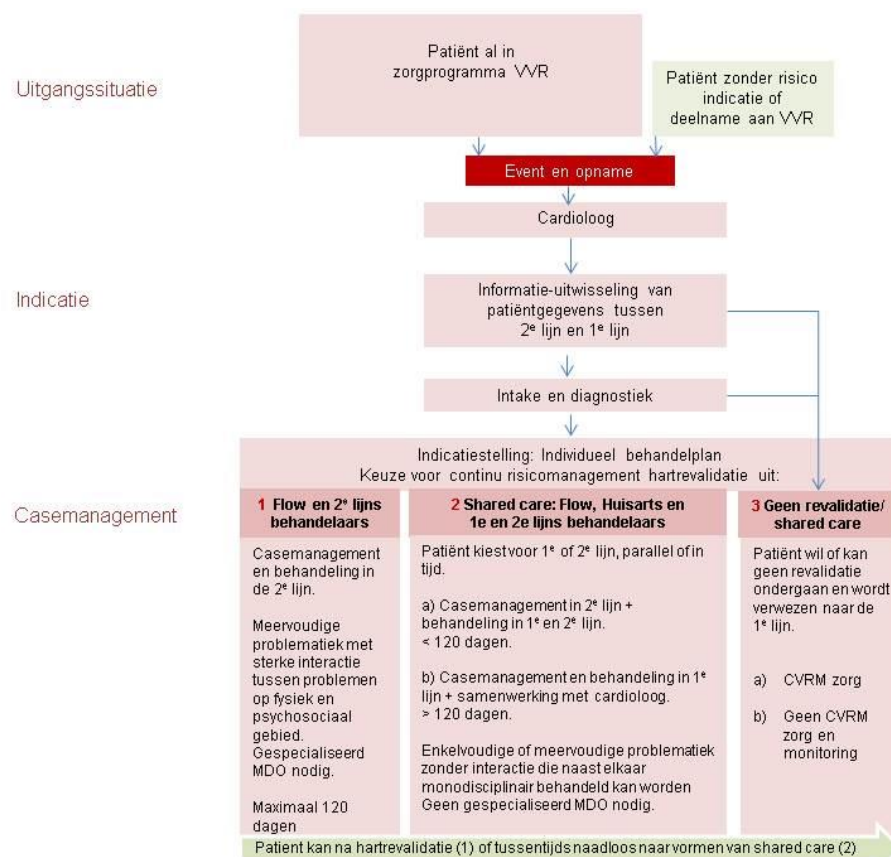 Patiënt al in
zorgprogramma VVR
Uitgangssituatie
Patiënt zonder risico
indicatie of
deelname aan VVR
Event en opname
Cardioloog
Indicatie
Informatie-uitwisseling van
patiëntgegevens tussen
2e lijn en 1e lijn
Intake en diagnostiek
Indicatiestelling: Individueel behandelplan
Keuze voor continu risicomanagement hartrevalidatie uit:
Casemanagement
1 Flow en 2e lijns
behandelaars
Casemanagement
en behandeling in
de 2e lijn.
Meervoudige
problematiek met
sterke interactie
tussen problemen
op fysiek en
psychosociaal
gebied.
Gespecialiseerd
MDO nodig.
Maximaal 120
dagen
2 Shared care: Flow, Huisarts en
1e en 2e lijns behandelaars
Patiënt kiest voor 1e of 2e lijn, parallel of in
tijd.
a) Casemanagement in 2e lijn +
behandeling in 1e en 2e lijn.
< 120 dagen.
b) Casemanagement en behandeling in 1e
lijn + samenwerking met cardioloog.
> 120 dagen.
Enkelvoudige of meervoudige problematiek
zonder interactie die naast elkaar
monodisciplinair behandeld kan worden
Geen gespecialiseerd MDO nodig.
3 Geen revalidatie/
shared care
Patiënt wil of kan
geen revalidatie
ondergaan en wordt
verwezen naar de
1e lijn.
a) CVRM zorg
b) Geen CVRM
zorg en
monitoring
Patient kan na hartrevalidatie (1) of tussentijds naadloos naar vormen van shared care (2)